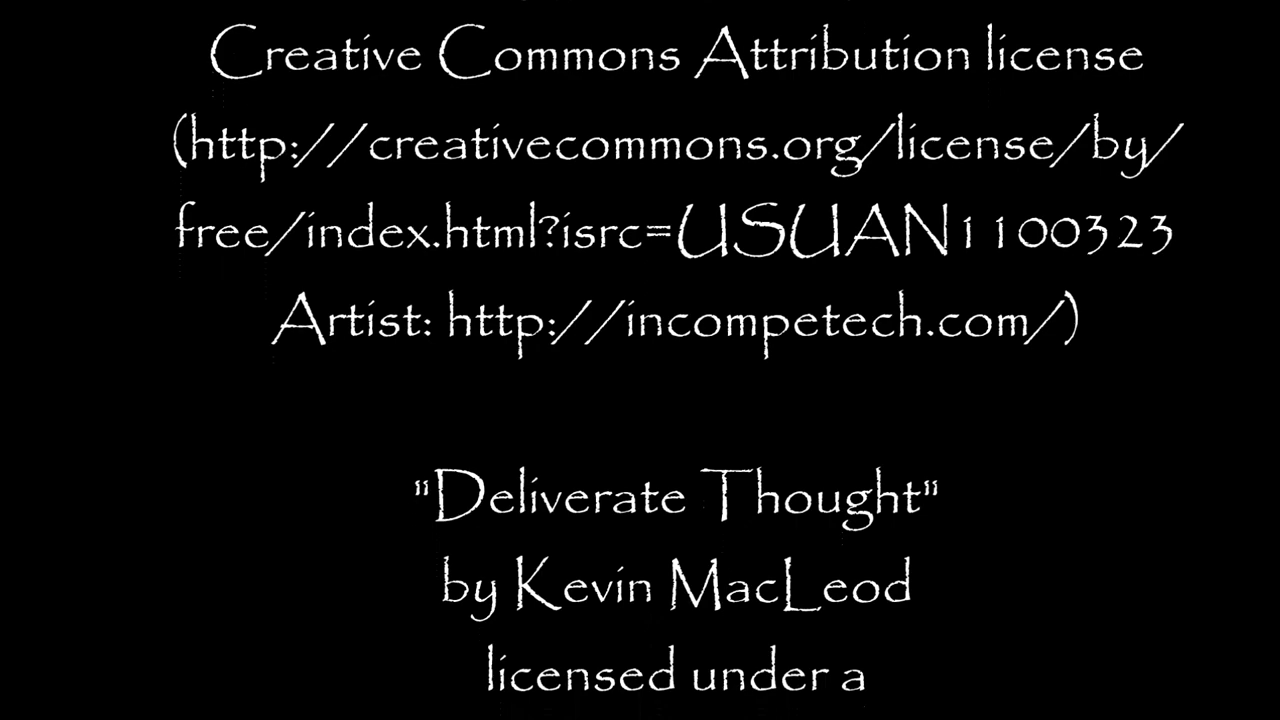 Creative Commons Attribution license
(http://creativecommons.org/license/by/
free/index.html?isrc=USUAN1100323
Artist: http://incompetech.com/)
"Deliverate Thought"
by Kevin MacLeod
licensed under a